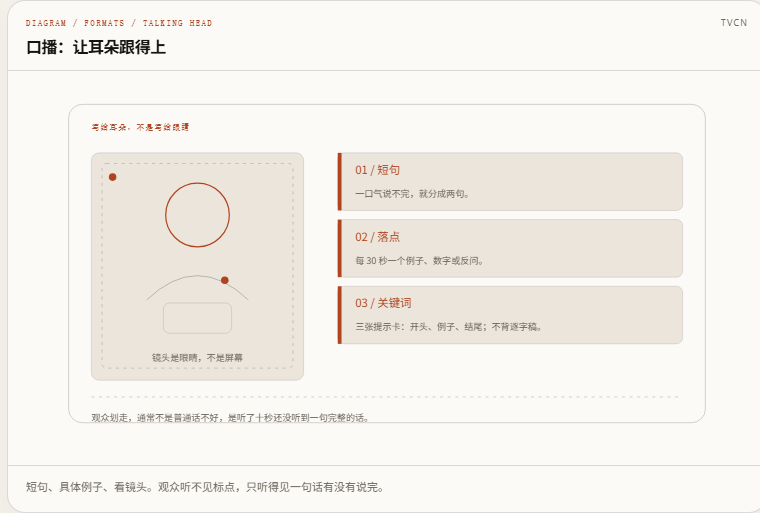 DIAGRAM / FORMATS / TALKING HEAD
TVCN
口播：让耳朵跟得上
写给耳朵，不是写给眼睛
镜头是眼睛，不是屏幕
01 / 短句
一口气说不完，就分成两句。
02 / 落点
每 30 秒一个例子、数字或反问。
03 / 关键词
三张提示卡：开头、例子、结尾；不背逐字稿。
观众划走，通常不是普通话不好，是听了十秒还没听到一句完整的话。
短句、具体例子、看镜头。观众听不见标点，只听得见一句话有没有说完。